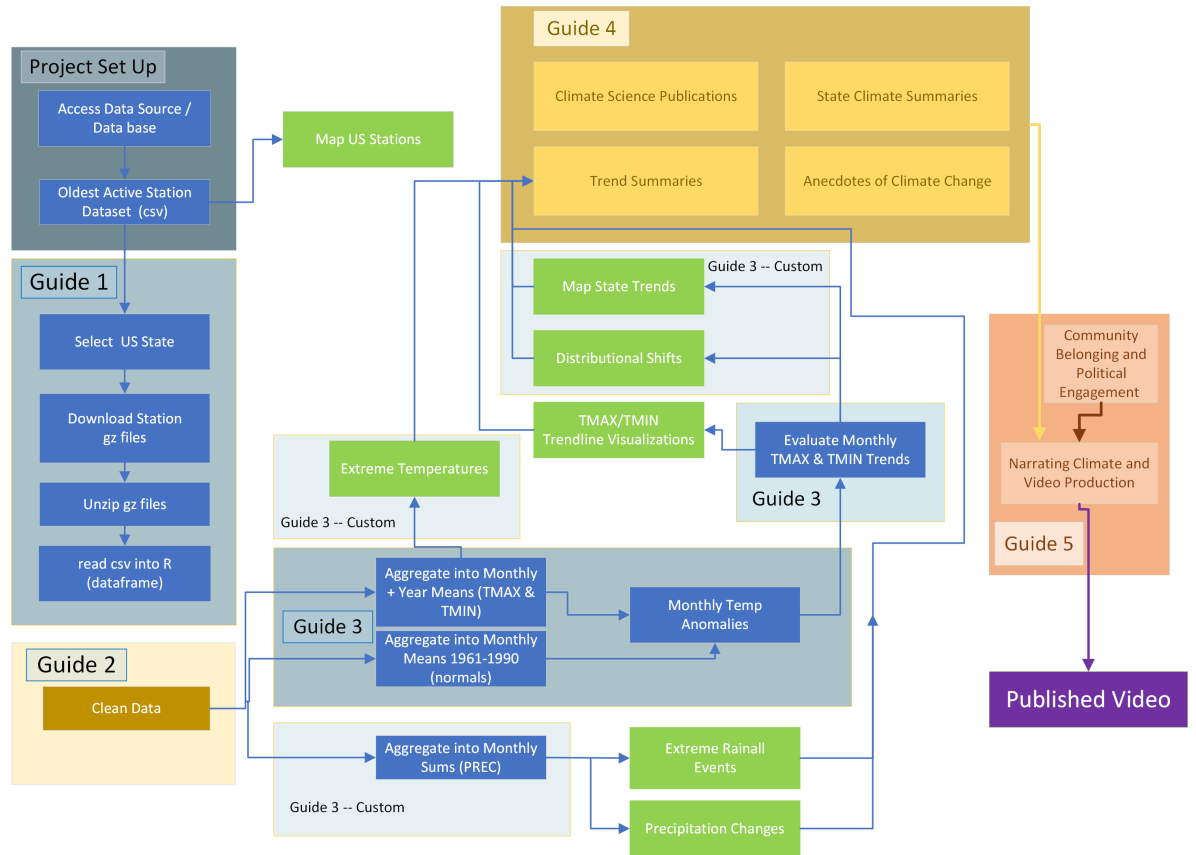 Guide 4
Project Set Up
Access Data Source /
Data base
Oldest Active Station
Dataset (csv)
Map US Stations
Climate Science Publications
State Climate Summaries
Trend Summaries
Anecdotes of Climate Change
Guide 1
Select US State
Download Station
gz files
Unzip gz files
read csv into R
(dataframe)
Guide 3 -- Custom
Map State Trends
Distributional Shifts
TMAX/TMIN
Trendline Visualizations
Evaluate Monthly
TMAX & TMIN Trends
Guide 3
Extreme Temperatures
Guide 3 -- Custom
Community
Belonging and
Political
Engagement
Narrating Climate and
Video Production
Guide 5
Aggregate into Monthly
+ Year Means (TMAX &
TMIN)
Guide 3
Aggregate into Monthly
Means 1961-1990
(normals)
Monthly Temp
Anomalies
Guide 2
Clean Data
Published Video
Aggregate into Monthly
Sums (PREC)
Guide 3 -- Custom
Extreme Rainall
Events
Precipitation Changes